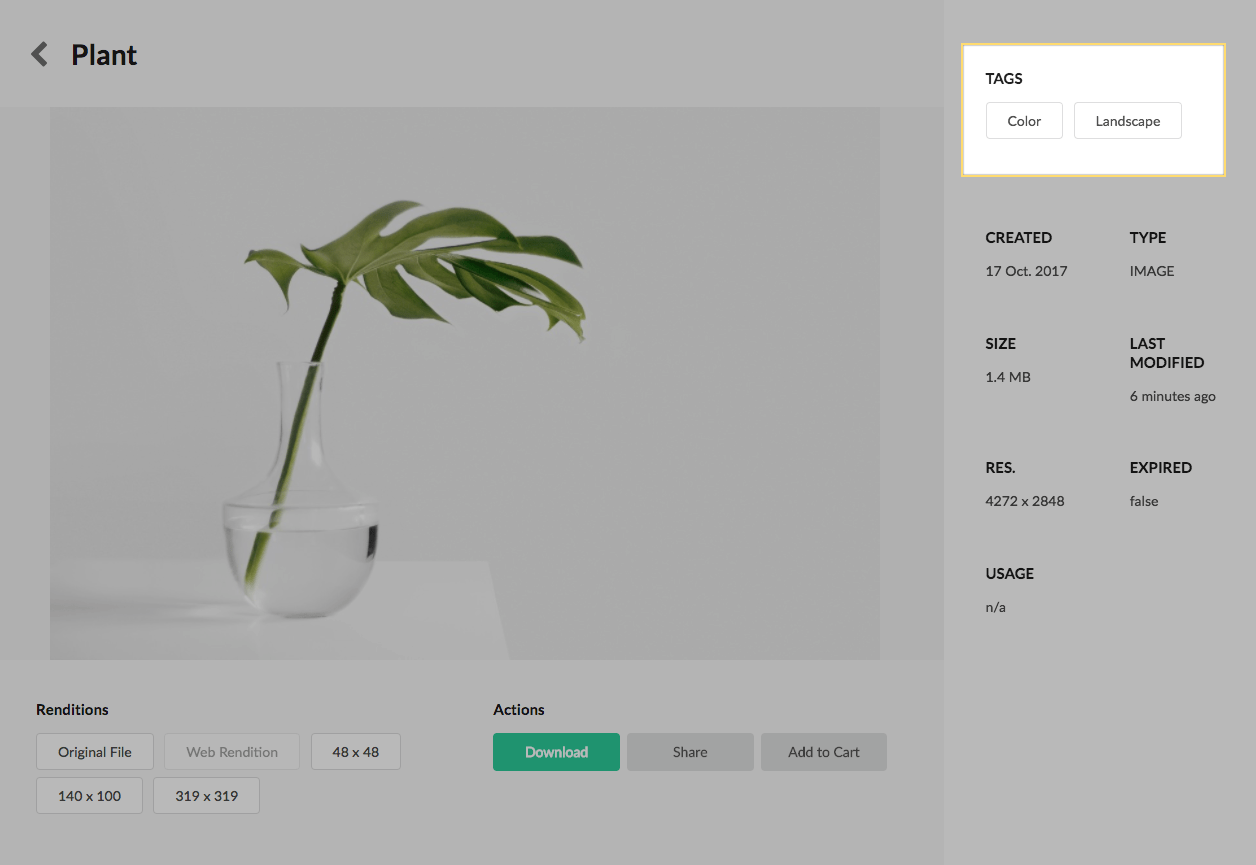 Plant
TAGS
Color
Landscape
CREATED
17 Oct. 2017
TYPE
IMAGE
SIZE
1.4 MB
LAST
MODIFIED
6 minutes ago
RES.
4272 x 2848
EXPIRED
false
USAGE
n/a
Renditions
Original File
Web Rendition
48 x 48
140 x 100
319 x 319
Actions
Download
Share
Add to Cart